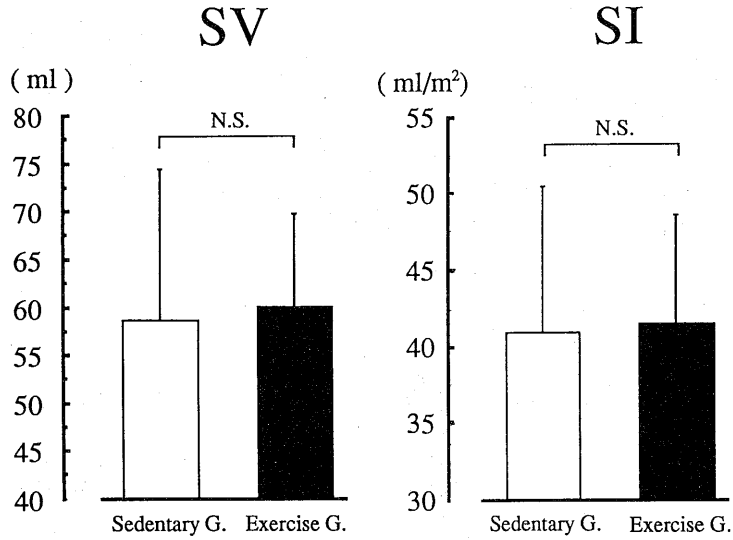 SV
( ml )
80
75
70
65
60
55
50
45
40
N.S.
Sedentary G. Exercise G.
SI
( ml/m²)
55
50
45
40
35
30
N.S.
Sedentary G. Exercise G.